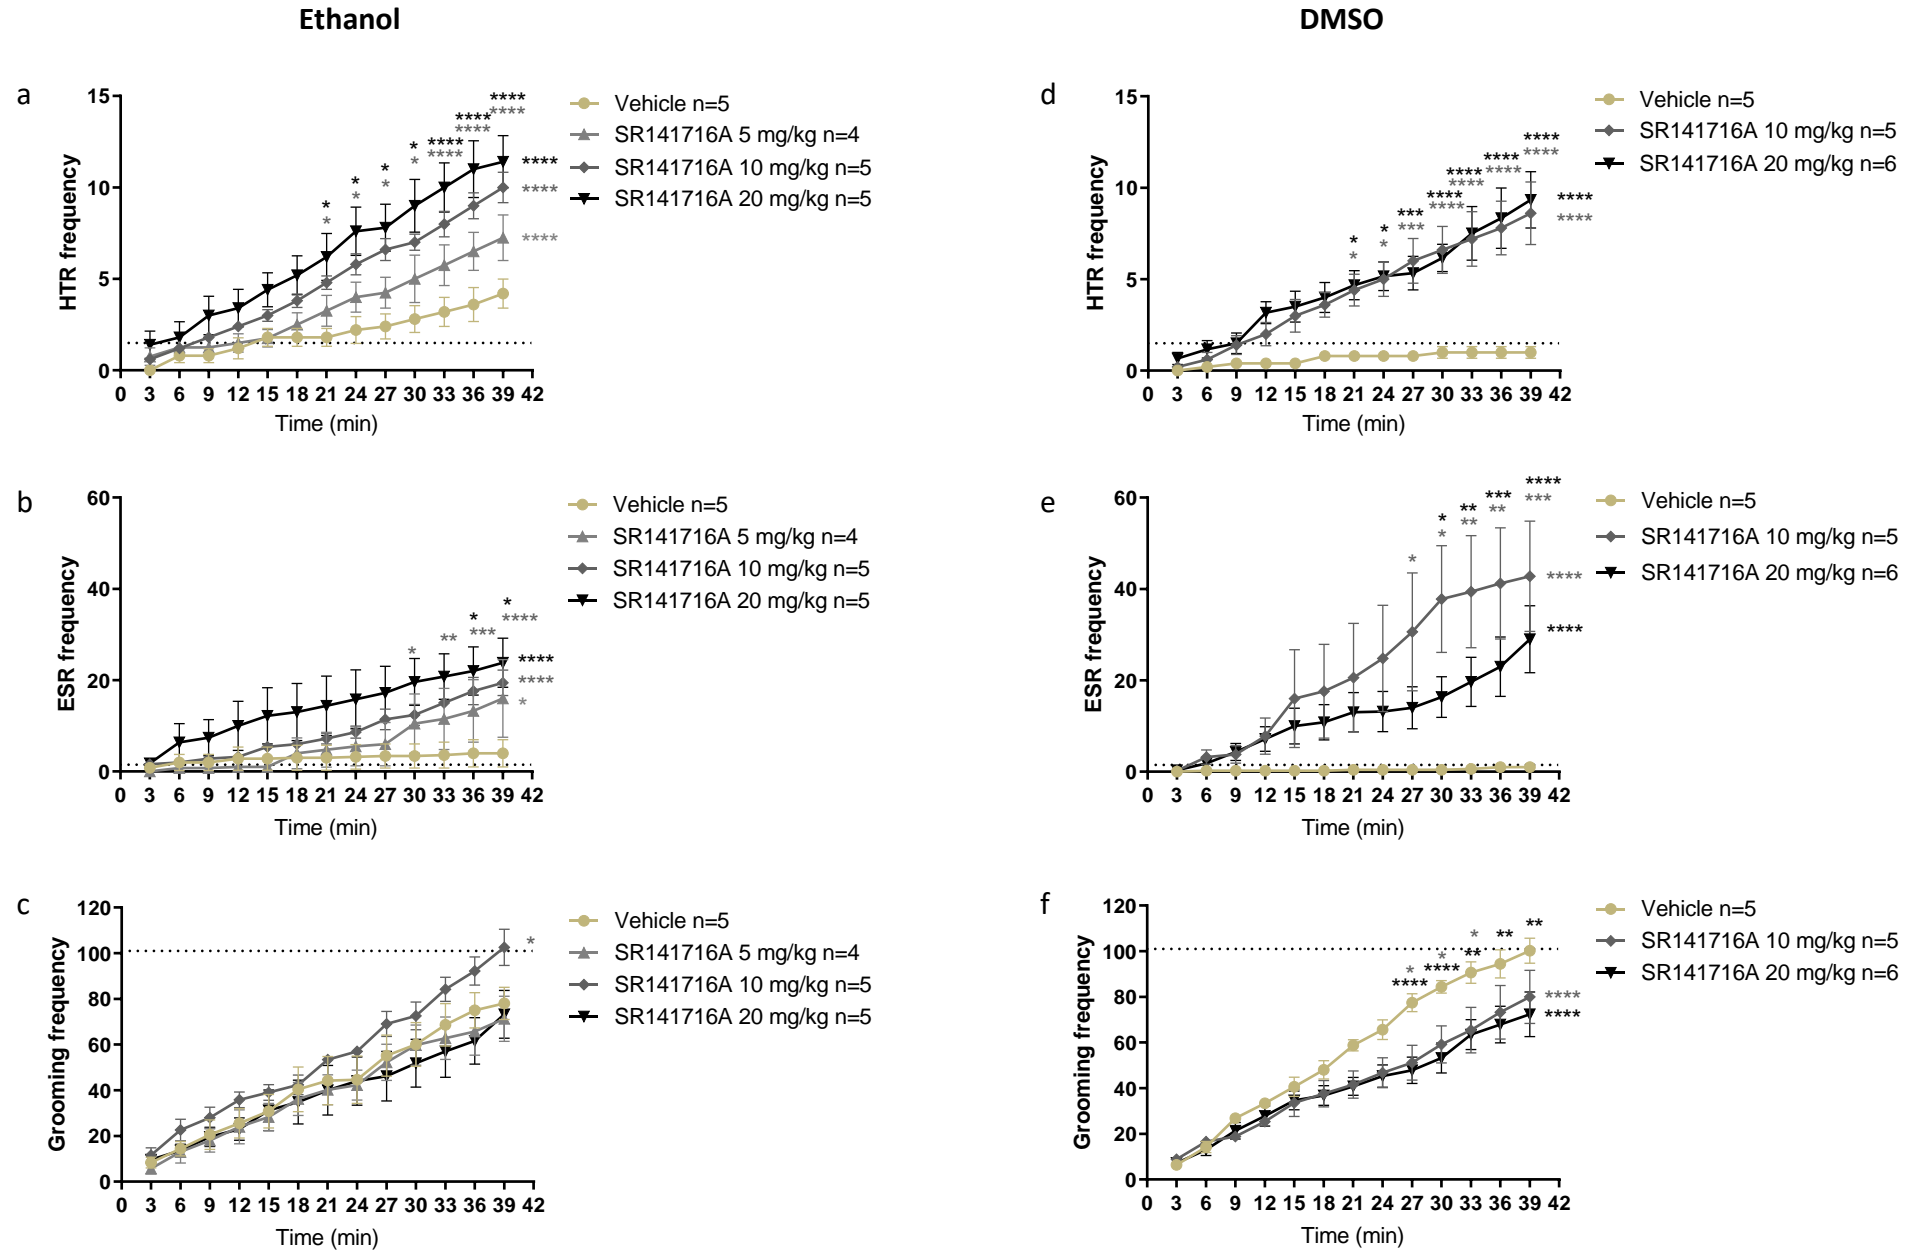 Ethanol
DMSO
a
15
10
5
0
HTR frequency
0 3 6 9 12 15 18 21 24 27 30 33 36 39 42
Time (min)
* * * * **** **** ****
* * * * **** **** ****
****
****
****
Vehicle n=5
SR141716A 5 mg/kg n=4
SR141716A 10 mg/kg n=5
SR141716A 20 mg/kg n=5
d
15
10
5
0
HTR frequency
0 3 6 9 12 15 18 21 24 27 30 33 36 39 42
Time (min)
* * *** **** **** **** ****
* * *** **** **** **** ****
****
****
Vehicle n=5
SR141716A 10 mg/kg n=5
SR141716A 20 mg/kg n=6
b
60
40
20
0
ESR frequency
0 3 6 9 12 15 18 21 24 27 30 33 36 39 42
Time (min)
* *
* ** *** ****
****
****
*
Vehicle n=5
SR141716A 5 mg/kg n=4
SR141716A 10 mg/kg n=5
SR141716A 20 mg/kg n=5
e
60
40
20
0
ESR frequency
0 3 6 9 12 15 18 21 24 27 30 33 36 39 42
Time (min)
* ** *** ****
* * ** ** ***
****
****
Vehicle n=5
SR141716A 10 mg/kg n=5
SR141716A 20 mg/kg n=6
c
120
100
80
60
40
20
0
Grooming frequency
0 3 6 9 12 15 18 21 24 27 30 33 36 39 42
Time (min)
*
Vehicle n=5
SR141716A 5 mg/kg n=4
SR141716A 10 mg/kg n=5
SR141716A 20 mg/kg n=5
f
120
100
80
60
40
20
0
Grooming frequency
0 3 6 9 12 15 18 21 24 27 30 33 36 39 42
Time (min)
* * *
**** **** ** ** **
****
****
Vehicle n=5
SR141716A 10 mg/kg n=5
SR141716A 20 mg/kg n=6